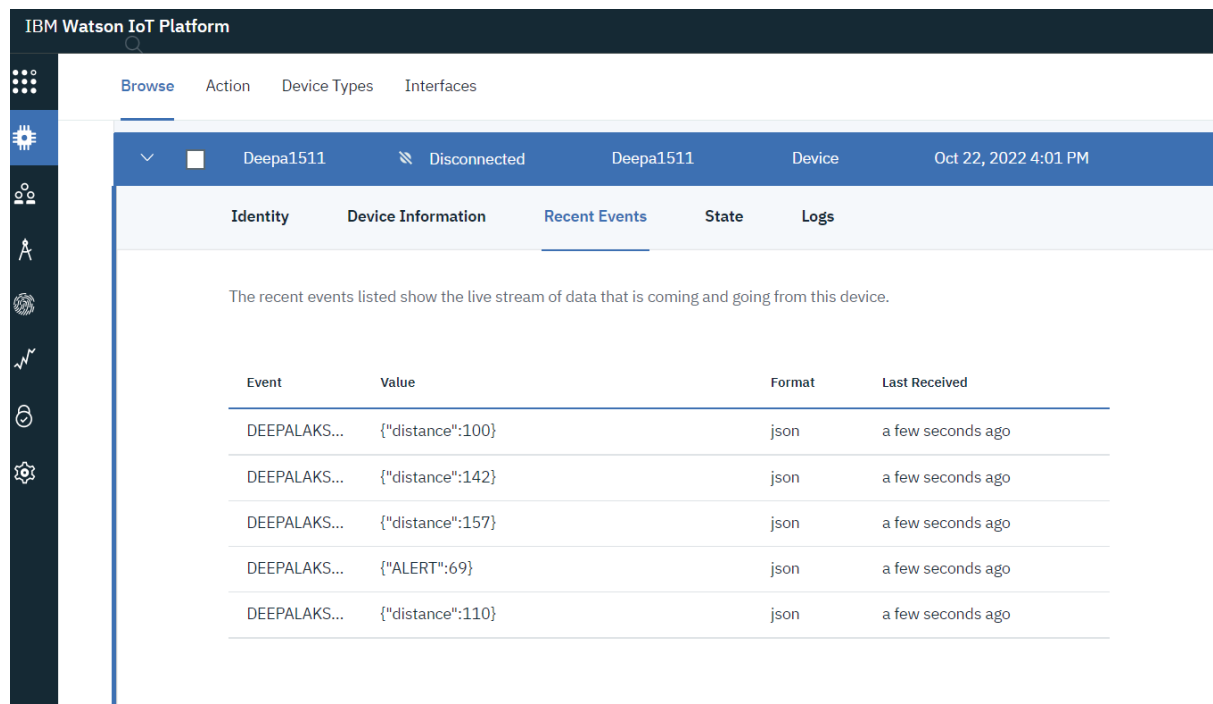 IBM Watson IoT Platform
Browse Action Device Types Interfaces
Deepa1511 Disconnected Deepa1511 Device Oct 22, 2022 4:01 PM
Identity Device Information Recent Events State Logs
The recent events listed show the live stream of data that is coming and going from this device.
Event Value Format Last Received
DEEPALAKS... {"distance":100} json a few seconds ago
DEEPALAKS... {"distance":142} json a few seconds ago
DEEPALAKS... {"distance":157} json a few seconds ago
DEEPALAKS... {"ALERT":69} json a few seconds ago
DEEPALAKS... {"distance":110} json a few seconds ago